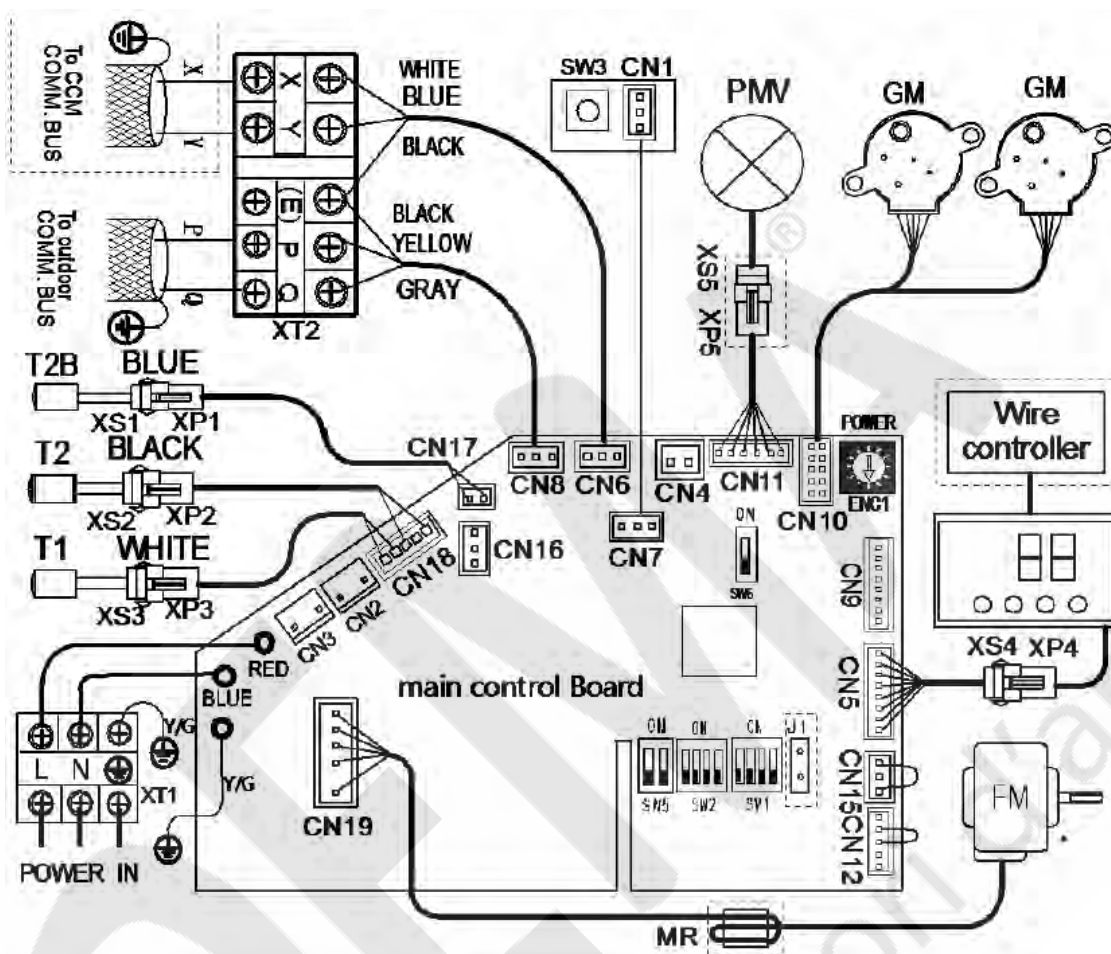 To CCM
COMM. BUS
X
Y
X
Y
WHITE
BLUE
BLACK
SW3 CN1
PMV
GM
GM
To outdoor
COMM. BUS
P
Q
(E)
P
Q
XT2
BLACK
YELLOW
GRAY
XS5 XP5
®
T2B
BLUE
XS1
XP1
T2
BLACK
XS2
XP2
T1
WHITE
XS3
XP3
CN17
CN8
CN6
CN4
CN11
CN10
POWER
ENC1
Wire
controller
CN16
CN18
CN7
ON
SW6
CN9
CN2
CN3
RED
BLUE
main control Board
CN5
XS4
XP4
L
N
Y/G
XT1
Y/G
POWER IN
CN19
ON
ON
ON
J1
SW5
SW2
SW1
CN15
CN12
FM
MR